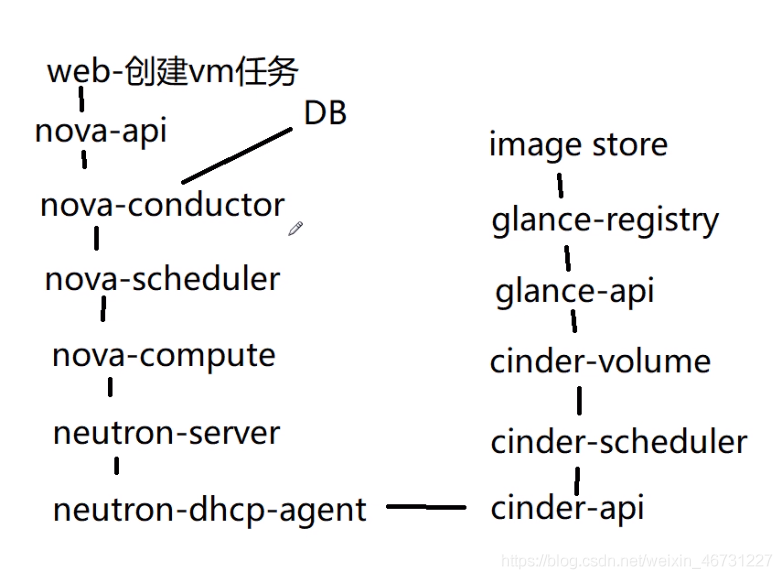 web-创建vm任务
DB
nova-api
nova-conductor
nova-scheduler
nova-compute
neutron-server
neutron-dhcp-agent
image store
glance-registry
glance-api
cinder-volume
cinder-scheduler
cinder-api
https://blog.csdn.net/weixin_46731227